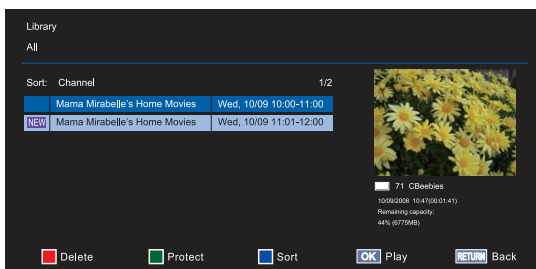 Library
All
Sort: Channel 1/2
Mama Mirabelle's Home Movies Wed, 10/09 10:00-11:00
NEW Mama Mirabelle's Home Movies Wed, 10/09 11:01-12:00
71 CBeebies
10/09/2008 10:47(00:01:41)
Remaining capacity:
44% (6775MB)
Delete Protect Sort OK Play RETURN Back